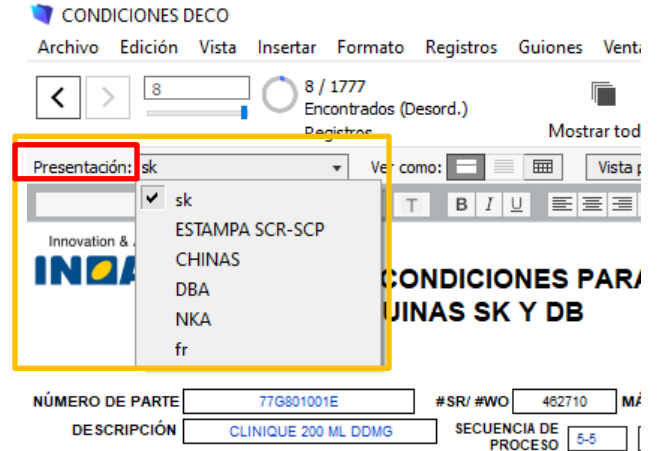 CONDICIONES DECO
Archivo Edición Vista Insertar Formato Registros Guiones
8
8 / 1777
Encontrados (Desord.)
Registros
Mostrar tod
Presentación: sk
Ver como:
Vista
T B I U
sk
ESTAMPA SCR-SCP
CHINAS
DBA
NKA
fr
Innovation &
CONDICIONES PARA
UINAS SK Y DB
NÚMERO DE PARTE 77G801001E #SR/ #WO 462710
DESCRIPCIÓN CLINIQUE 200 ML DDMG SECUENCIA DE PROCESO 5-5